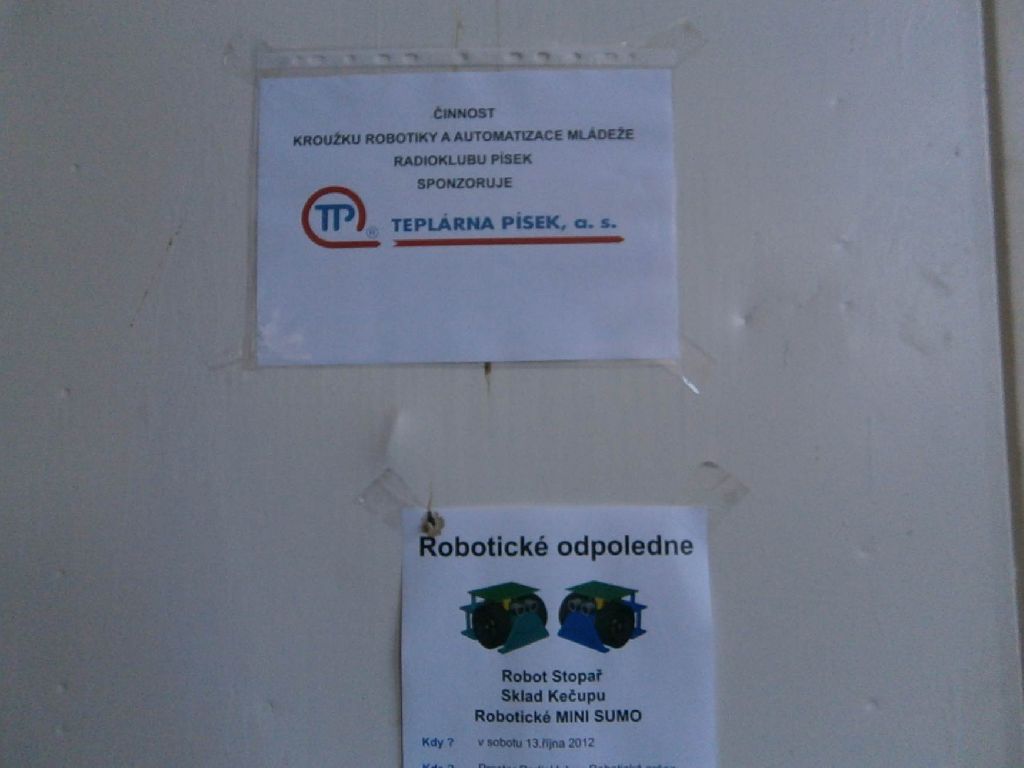 ČINNOST
KROUŽKU ROBOTIKY A AUTOMATIZACE MLÁDEŽE
RADIOKLUBU PÍSEK
SPONZORUJE
TP®
TEPLÁRNA PÍSEK, a. s.
Robotické odpoledne
Robot Stopař
Sklad Kečupu
Robotické MINI SUMO
Kdy ? v sobotu 13.října 2012